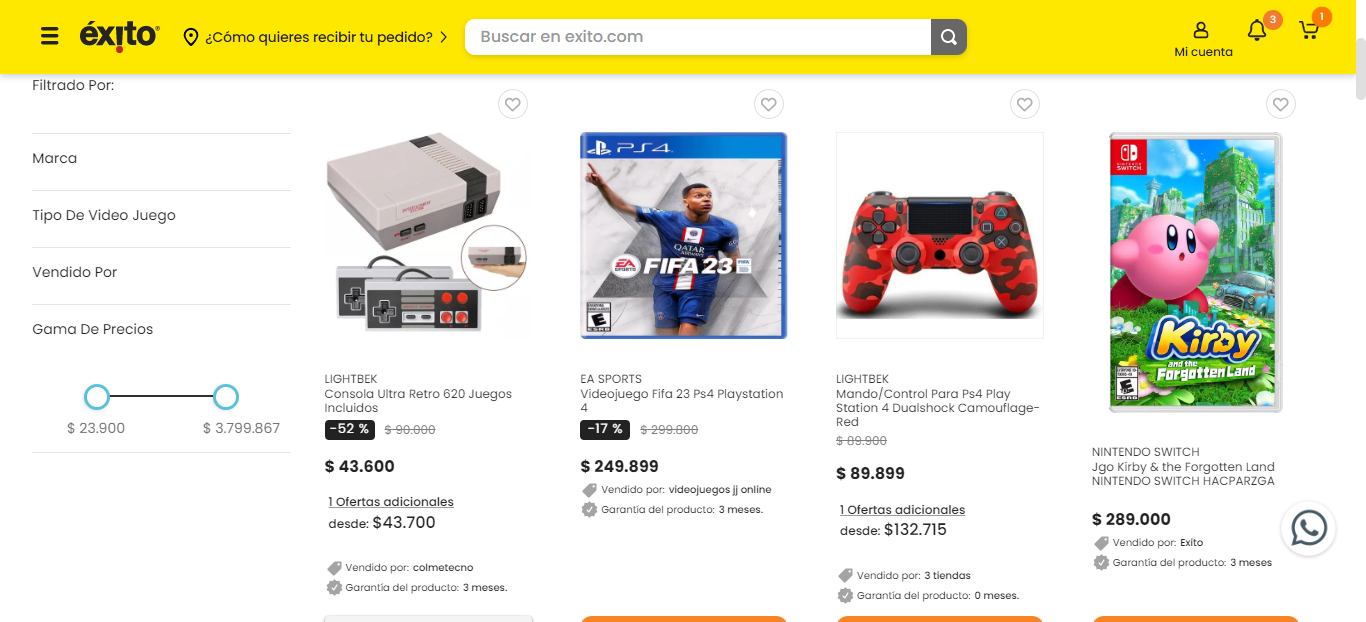 éxito
¿Cómo quieres recibir tu pedido?
Buscar en exito.com
Mi cuenta
3
1
Filtrado Por:
Marca
Tipo De Video Juego
Vendido Por
Gama De Precios
$ 23.900
$ 3.799.867
LIGHTBEK
Consola Ultra Retro 620 Juegos
Incluidos
-52 % $ 90.000
$ 43.600
1 Ofertas adicionales
desde: $43.700
Vendido por: colmetecno
Garantía del producto: 3 meses.
PS4
QATAR
AIRWAYS
EA
SPORTS
FIFA 23
EVERYONE
E
ESRB
EA SPORTS
Videojuego Fifa 23 Ps4 Playstation
4
-17 % $ 299.800
$ 249.899
Vendido por: videojuegos jj online
Garantía del producto: 3 meses.
LIGHTBEK
Mando/Control Para Ps4 Play
Station 4 Dualshock Camouflage-
Red
$ 89.900
$ 89.899
1 Ofertas adicionales
desde: $132.715
Vendido por: 3 tiendas
Garantía del producto: 0 meses.
NINTENDO
SWITCH
Kirby
and the
Forgotten Land
E
ESRB
NINTENDO SWITCH
Jgo Kirby & the Forgotten Land
NINTENDO SWITCH HACPARZGA
$ 289.000
Vendido por: Exito
Garantía del producto: 3 meses